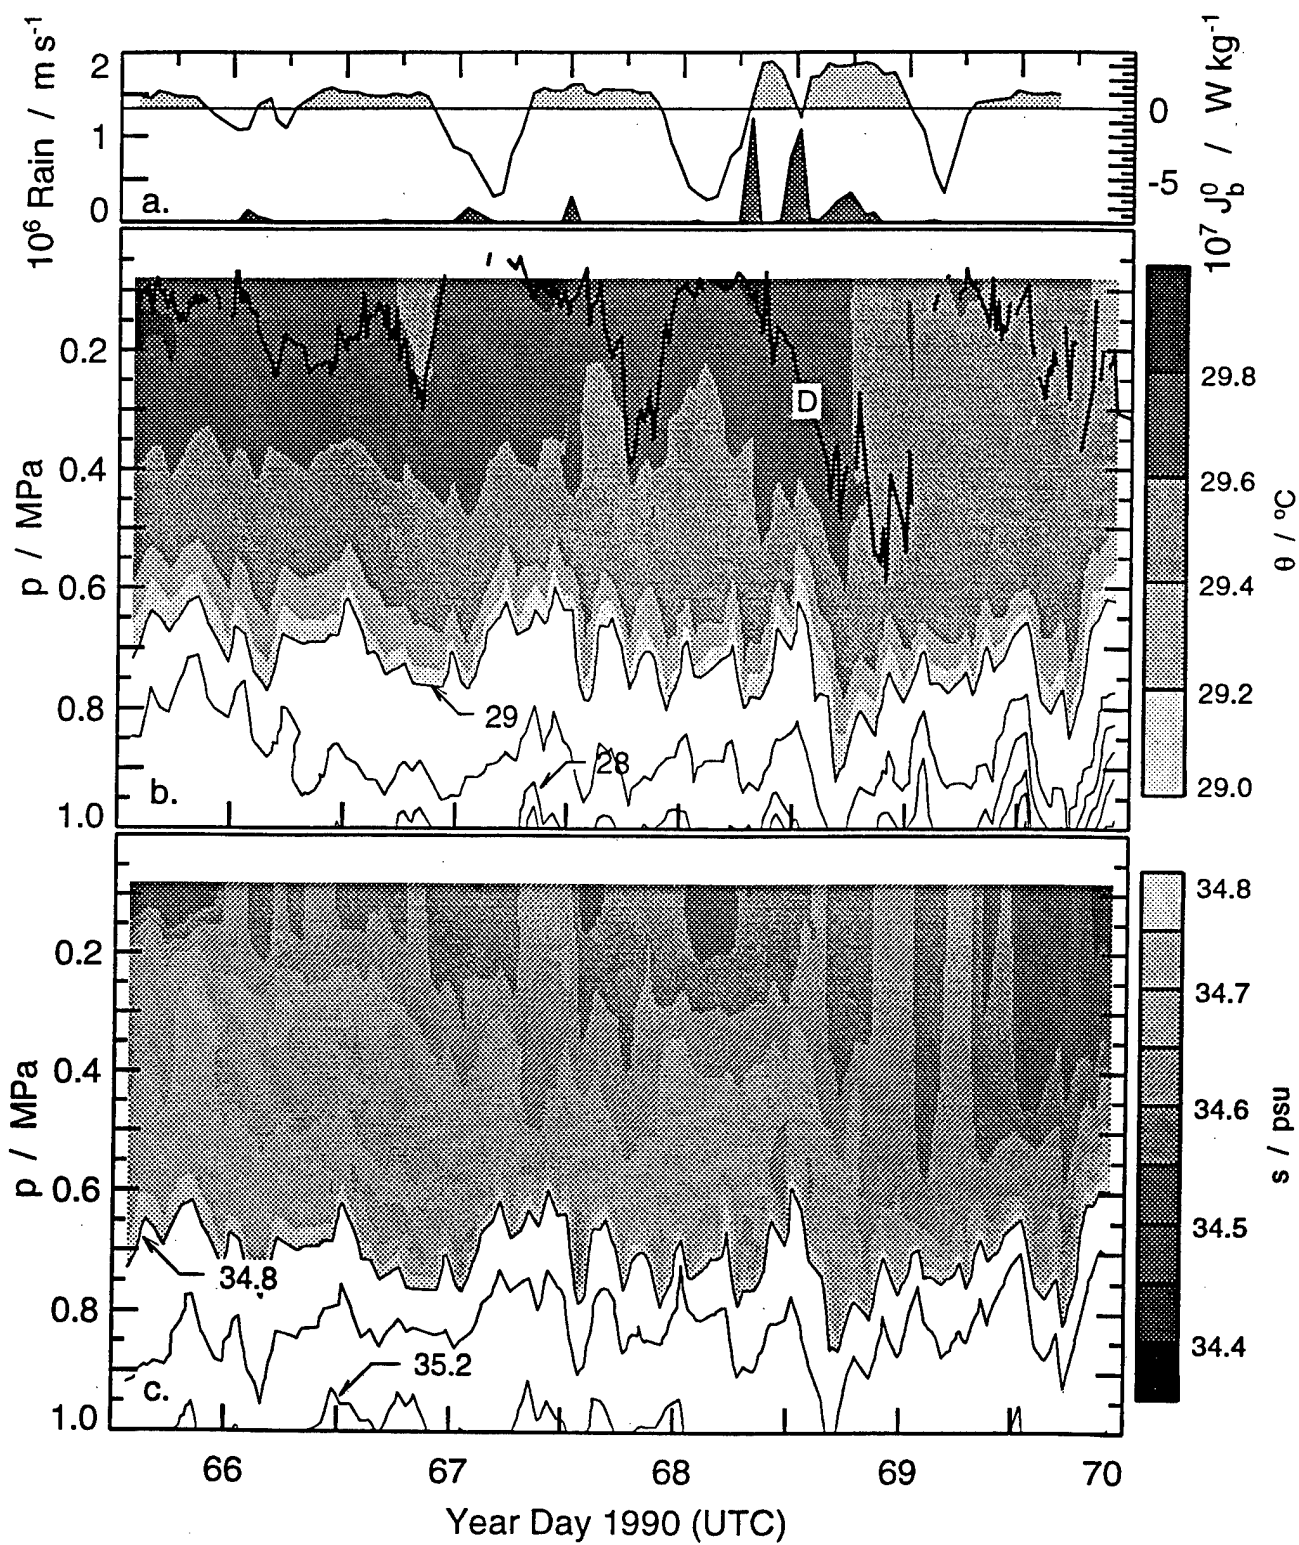 10⁶ Rain / m s⁻¹
2
1
0
a.
0
-5
10⁷ J_b⁰ / W kg⁻¹
p / MPa
0.2
0.4
0.6
0.8
1.0
D
29
28
b.
29.8
29.6
29.4
29.2
29.0
θ / °C
p / MPa
0.2
0.4
0.6
0.8
1.0
34.8
35.2
c.
34.8
34.7
34.6
34.5
34.4
s / psu
66 67 68 69 70
Year Day 1990 (UTC)